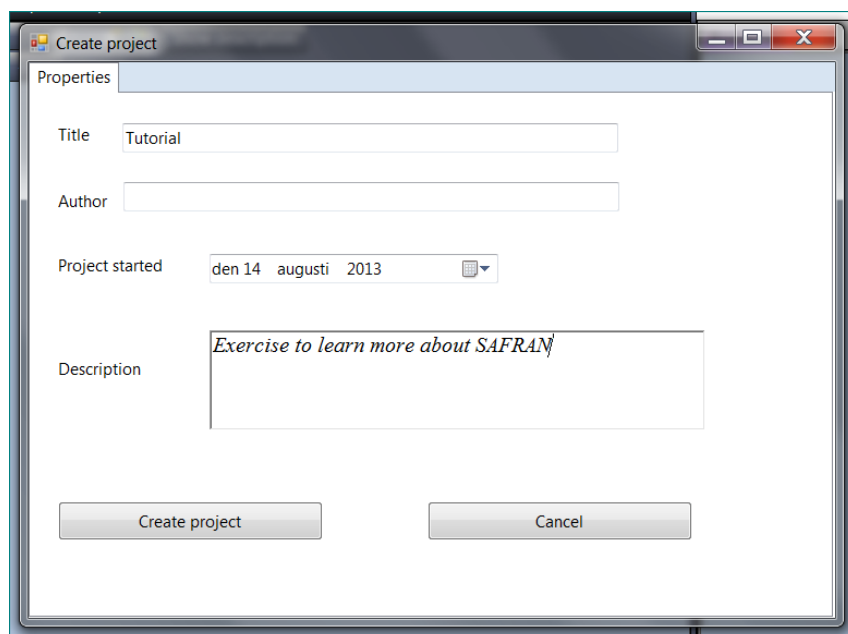 Create project
Properties
Title
Tutorial
Author
Project started
den 14 augusti 2013
Description
Exercise to learn more about SAFRAN
Create project
Cancel